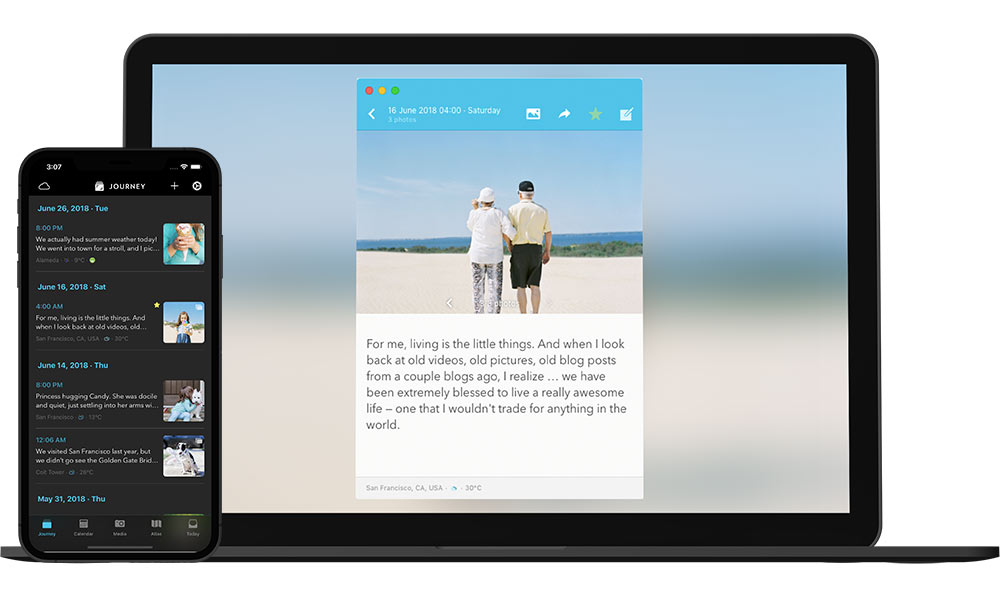 16 June 2018 04:00 - Saturday
3 photos
photos
For me, living is the little things. And when I look
back at old videos, old pictures, old blog posts
from a couple blogs ago, I realize … we have
been extremely blessed to live a really awesome
life – one that I wouldn't trade for anything in the
world.
San Francisco, CA, USA · · 30°C
3:07
JOURNEY
June 26, 2018 · Tue
8:00 PM
We actually had summer weather today!
We went into town for a stroll, and I pic...
Alameda · · 9°C ·
June 16, 2018 · Sat
4:00 AM
For me, living is the little things. And
when I look back at old videos, old...
San Francisco, CA, USA · · 30°C
June 14, 2018 · Thu
8:00 PM
Princess hugging Candy. She was docile
and quiet, just settling into her arms wi...
San Francisco · · 13°C
12:06 AM
We visited San Francisco last year, but
we didn't go see the Golden Gate Brid...
Coit Tower · · 26°C
May 31, 2018 · Thu
Journey Calendar Media Atlas Today